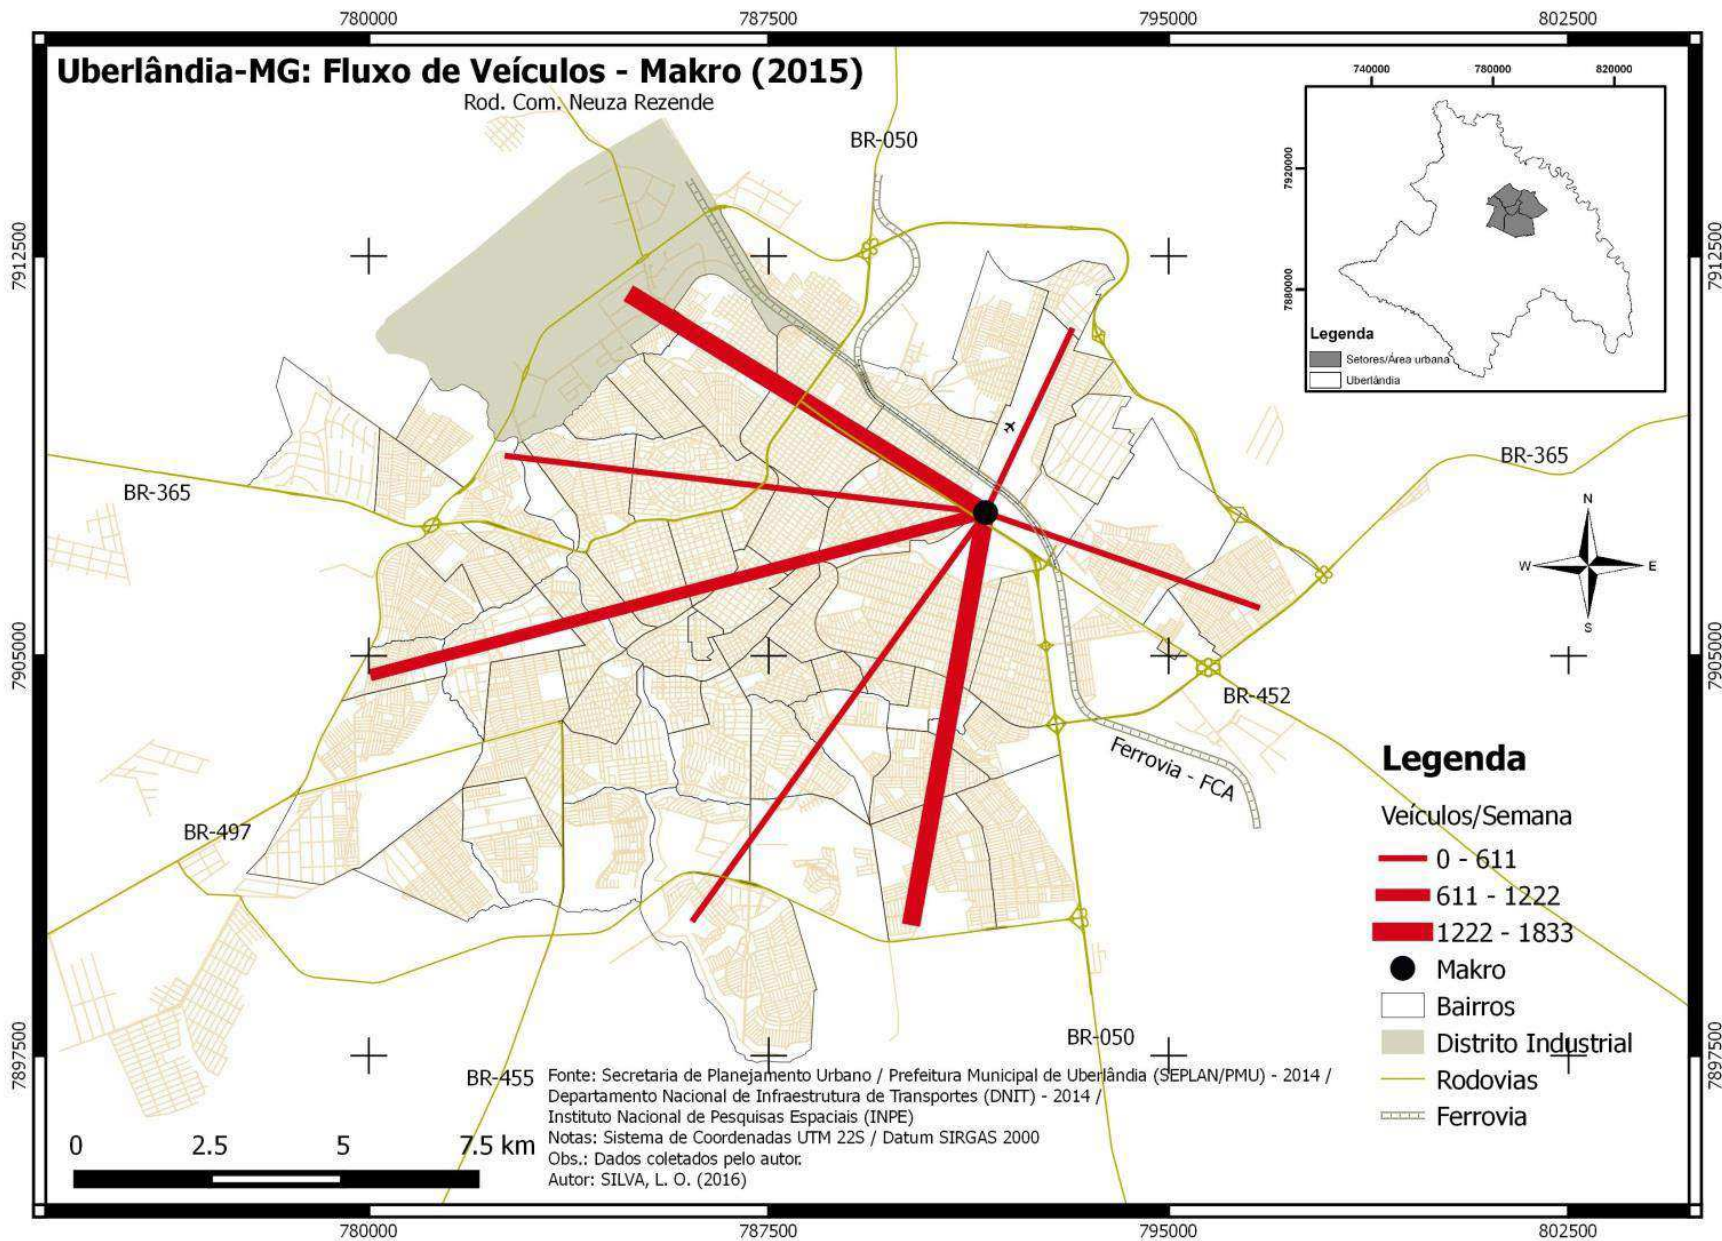 780000
787500
795000
802500
Uberlândia-MG: Fluxo de Veículos - Makro (2015)
Rod. Com. Neuza Rezende
BR-050
740000
780000
820000
7920000
7880000
Legenda
Setores/Área urbana
Uberlândia
7912500
7912500
BR-365
BR-365
N
W
E
S
7905000
7905000
BR-452
Ferrovia - FCA
BR-497
Legenda
Veículos/Semana
0 - 611
611 - 1222
1222 - 1833
Makro
Bairros
Distrito Industrial
Rodovias
Ferrovia
7897500
7897500
BR-050
BR-455
Fonte: Secretaria de Planejamento Urbano / Prefeitura Municipal de Uberlândia (SEPLAN/PMU) - 2014 /
Departamento Nacional de Infraestrutura de Transportes (DNIT) - 2014 /
Instituto Nacional de Pesquisas Espaciais (INPE)
Notas: Sistema de Coordenadas UTM 22S / Datum SIRGAS 2000
Obs.: Dados coletados pelo autor.
Autor: SILVA, L. O. (2016)
0 2.5 5 7.5 km
780000
787500
795000
802500